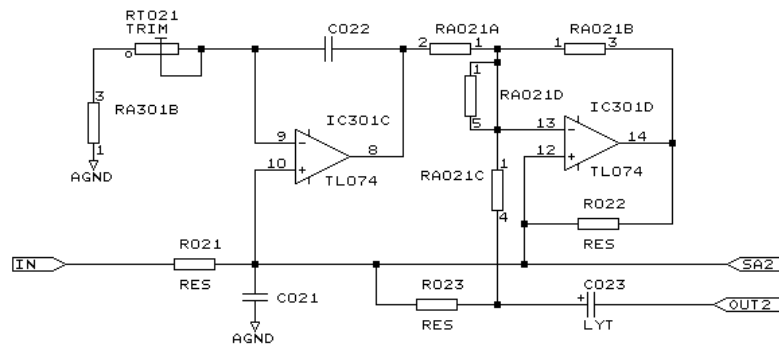 RT021
TRIM
C022
RA021A
2 1
RA021B
1 3
3
RA301B
1
AGND
1
RA021D
5
IC301C
9
8
10
TL074
IC301D
13
14
12
TL074
1
RA021C
4
R022
RES
IN
R021
RES
SA2
C021
AGND
R023
RES
+
C023
LYT
OUT2